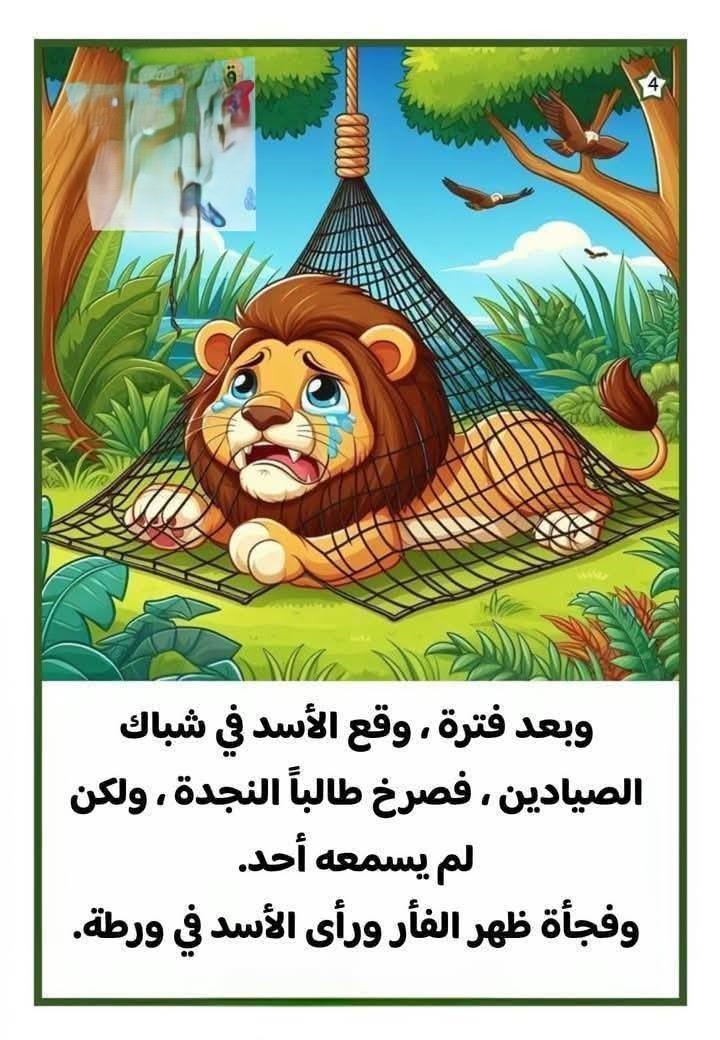 4
وبعد فترة ، وقع الأسد في شباك
الصيادين ، فصرخ طالباً النجدة ، ولكن
لم يسمعه أحد.
وفجأة ظهر الفأر ورأى الأسد في ورطة.